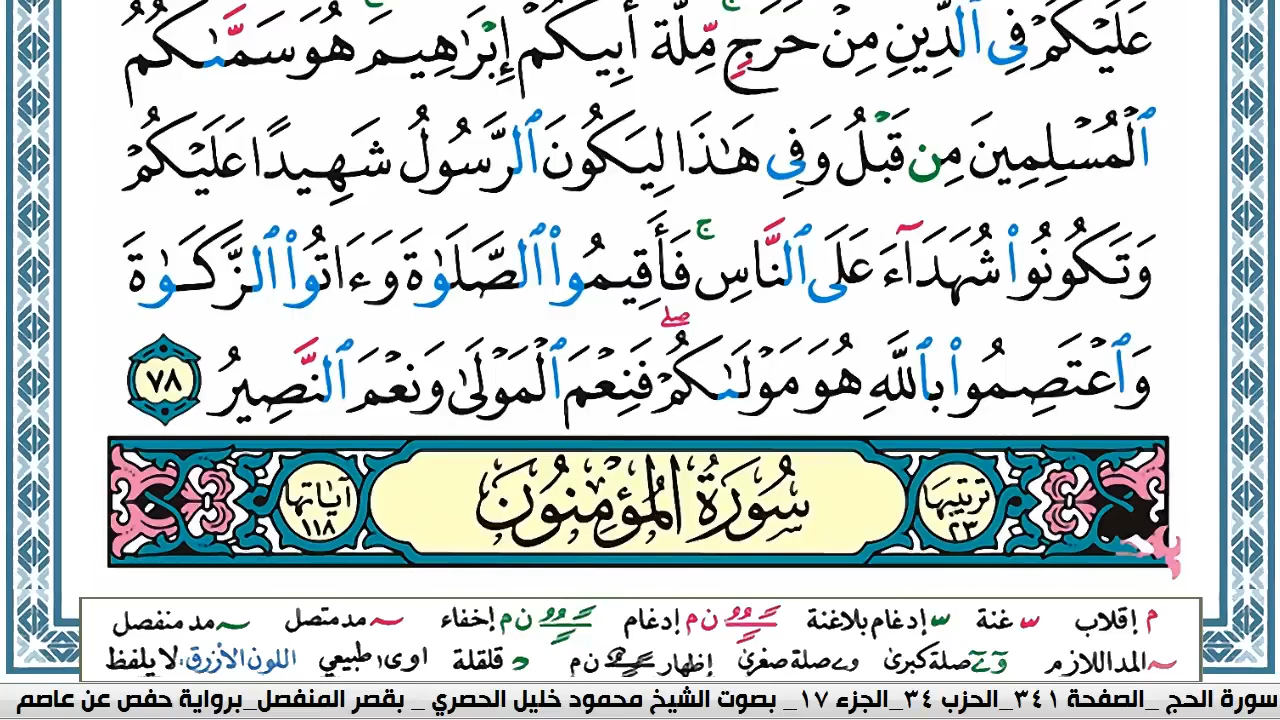 عَلَيْكُمْ فِى ٱلدِّينِ مِنْ حَرَجٍ ۚ مِّلَّةَ أَبِيكُمْ إِبْرَٰهِيمَ ۚ هُوَ سَمَّىٰكُمُ
ٱلْمُسْلِمِينَ مِن قَبْلُ وَفِى هَٰذَا لِيَكُونَ ٱلرَّسُولُ شَهِيدًا عَلَيْكُمْ
وَتَكُونُوا۟ شُهَدَآءَ عَلَى ٱلنَّاسِ ۚ فَأَقِيمُوا۟ ٱلصَّلَوٰةَ وَءَاتُوا۟ ٱلزَّكَوٰةَ
وَٱعْتَصِمُوا۟ بِٱللَّهِ هُوَ مَوْلَىٰكُمْ ۖ فَنِعْمَ ٱلْمَوْلَىٰ وَنِعْمَ ٱلنَّصِيرُ ٧٨
ترتيبها ٢٣ سُورَةُ الْمُؤْمِنُونَ آياتها ١١٨
م إقلاب غنة إدغام بلاغنة ن م إدغام ن م إخفاء مد متصل مد منفصل
المد اللازم صلة كبرى صلة صغرى إظهار ن م قلقلة اوى طبيعي اللون الأزرق: لا يلفظ
سورة الحج _الصفحة ٣٤١_الحزب ٣٤_الجزء ١٧_ بصوت الشيخ محمود خليل الحصري _ بقصر المنفصل_برواية حفص عن عاصم